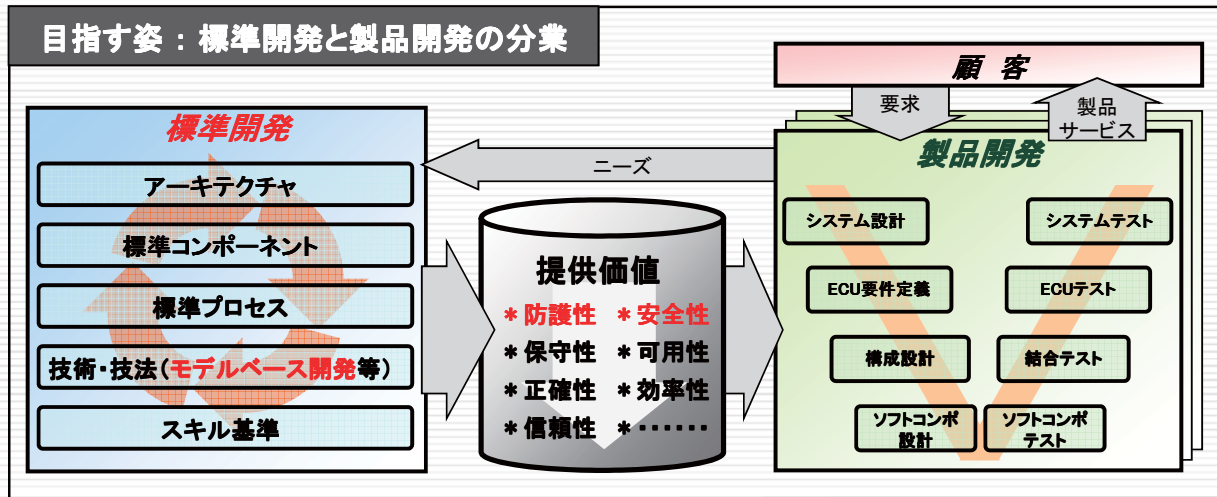 目指す姿：標準開発と製品開発の分業
顧 客
要求
製品
サービス
標準開発
アーキテクチャ
標準コンポーネント
標準プロセス
技術・技法（モデルベース開発等）
スキル基準
ニーズ
提供価値
＊防護性 ＊安全性
＊保守性 ＊可用性
＊正確性 ＊効率性
＊信頼性 ＊・・・・・・
製品開発
システム設計
システムテスト
ECU要件定義
ECUテスト
構成設計
結合テスト
ソフトコンポ
設計
ソフトコンポ
テスト